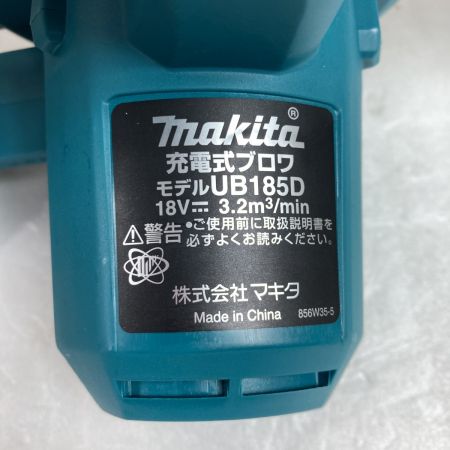 makita®
充電式ブロワ
モデルUB185D
18V⎓ 3.2m³/min
⚠警告 •ご使用前に取扱説明書を
必ずよくお読みください。
株式会社マキタ
Made in China 856W35-5